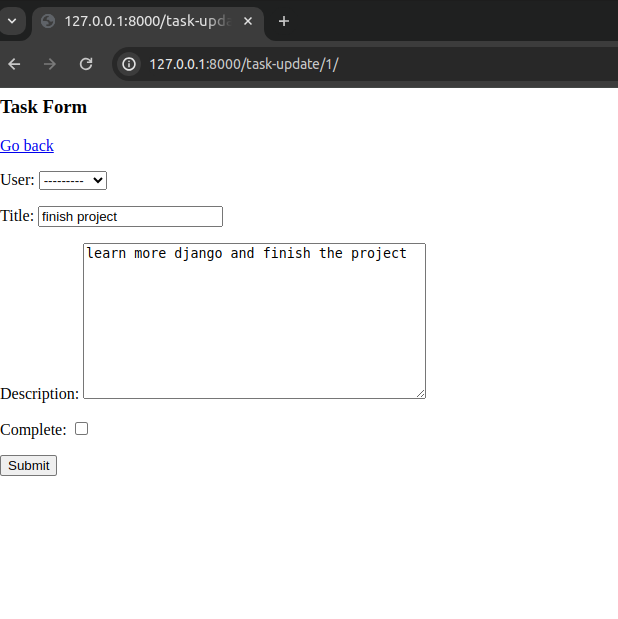 127.0.0.1:8000/task-upda
127.0.0.1:8000/task-update/1/
Task Form
Go back
User: ---------
Title: finish project
Description: learn more django and finish the project
Complete:
Submit